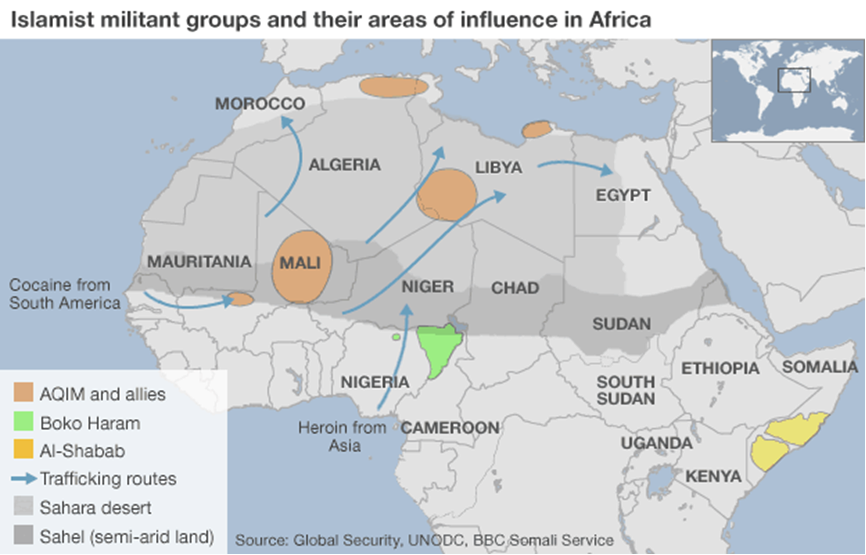 Islamist militant groups and their areas of influence in Africa
MOROCCO
ALGERIA
LIBYA
EGYPT
MAURITANIA
MALI
NIGER
CHAD
Cocaine from
South America
SUDAN
ETHIOPIA
SOMALIA
NIGERIA
SOUTH
SUDAN
Heroin from
Asia
CAMEROON
UGANDA
KENYA
AQIM and allies
Boko Haram
Al-Shabab
Trafficking routes
Sahara desert
Sahel (semi-arid land)
Source: Global Security, UNODC, BBC Somali Service